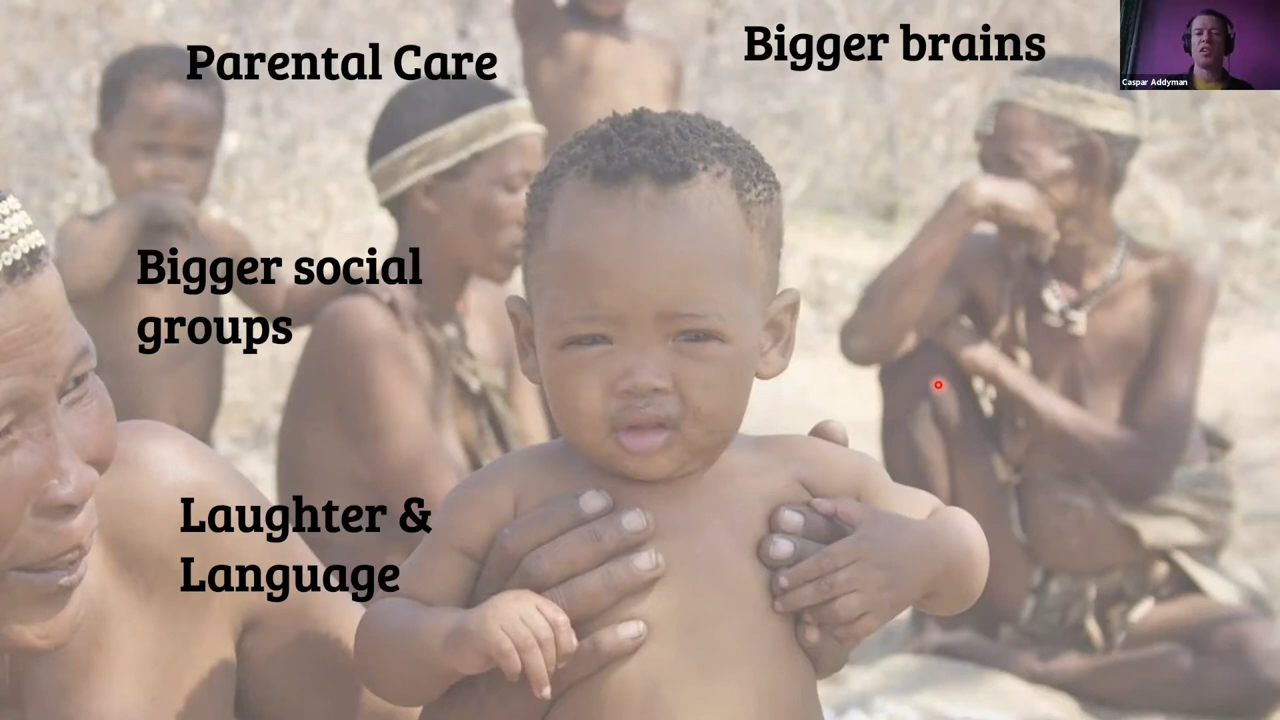 Parental Care
Bigger brains
Caspar Addyman
Bigger social
groups
Laughter &
Language